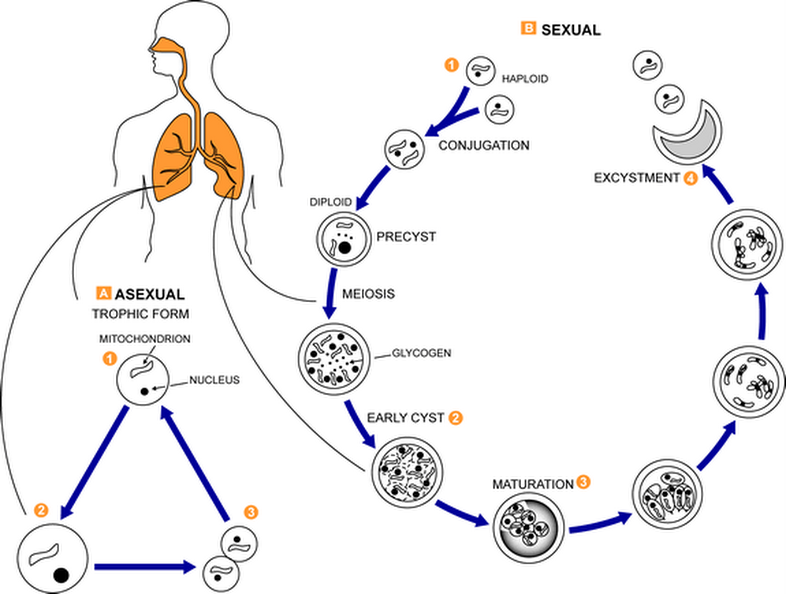 B SEXUAL
1
HAPLOID
CONJUGATION
EXCYSTMENT 4
DIPLOID
PRECYST
MEIOSIS
GLYCOGEN
EARLY CYST 2
MATURATION 3
A ASEXUAL
TROPHIC FORM
MITOCHONDRION
1
NUCLEUS
2
3